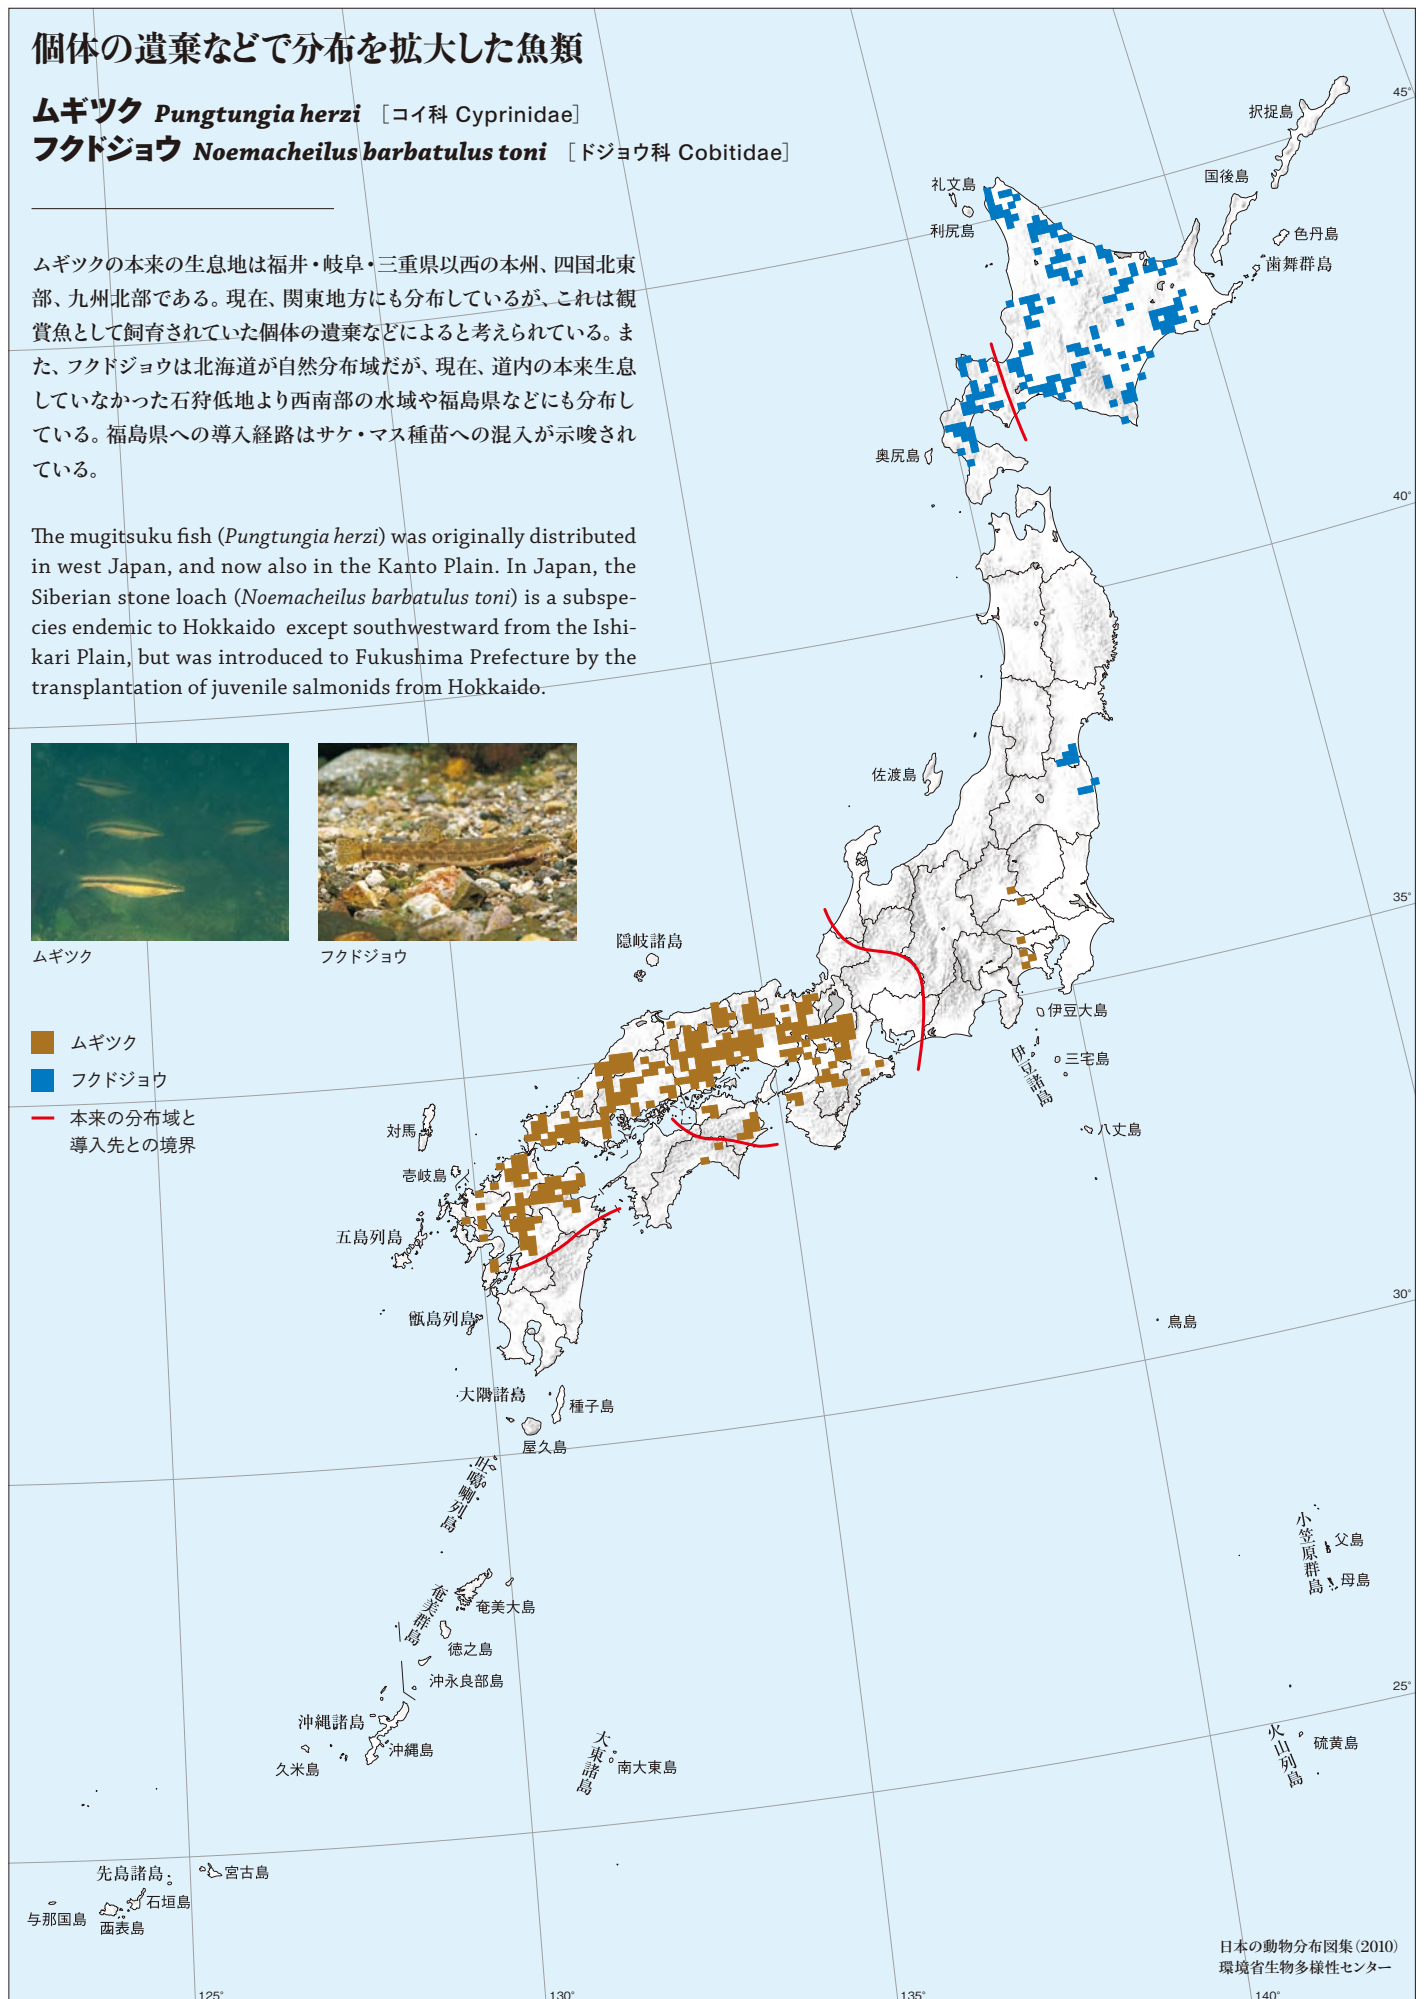 個体の遺棄などで分布を拡大した魚類
ムギツク Pungtungia herzi [コイ科 Cyprinidae]
フクドジョウ Noemacheilus barbatulus toni [ドジョウ科 Cobitidae]
ムギツクの本来の生息地は福井・岐阜・三重県以西の本州、四国北東
部、九州北部である。現在、関東地方にも分布しているが、これは観
賞魚として飼育されていた個体の遺棄などによると考えられている。ま
た、フクドジョウは北海道が自然分布域だが、現在、道内の本来生息
していなかった石狩低地より西南部の水域や福島県などにも分布し
ている。福島県への導入経路はサケ・マス種苗への混入が示唆され
ている。
The mugitsuku fish (Pungtungia herzi) was originally distributed
in west Japan, and now also in the Kanto Plain. In Japan, the
Siberian stone loach (Noemacheilus barbatulus toni) is a subspe-
cies endemic to Hokkaido except southwestward from the Ishi-
kari Plain, but was introduced to Fukushima Prefecture by the
transplantation of juvenile salmonids from Hokkaido.
ムギツク
フクドジョウ
ムギツク
フクドジョウ
本来の分布域と
導入先との境界
45°
択捉島
国後島
礼文島
利尻島
色丹島
歯舞群島
奥尻島
40°
佐渡島
35°
隠岐諸島
伊豆大島
伊豆諸島
三宅島
八丈島
対馬
壱岐島
五島列島
30°
甑島列島
鳥島
大隅諸島
種子島
屋久島
吐噶喇列島
小笠原群島
父島
母島
奄美群島
奄美大島
徳之島
沖永良部島
25°
沖縄諸島
沖縄島
久米島
大東諸島
南大東島
火山列島
硫黄島
先島諸島
宮古島
石垣島
与那国島
西表島
日本の動物分布図集(2010)
環境省生物多様性センター
125°
130°
135°
140°